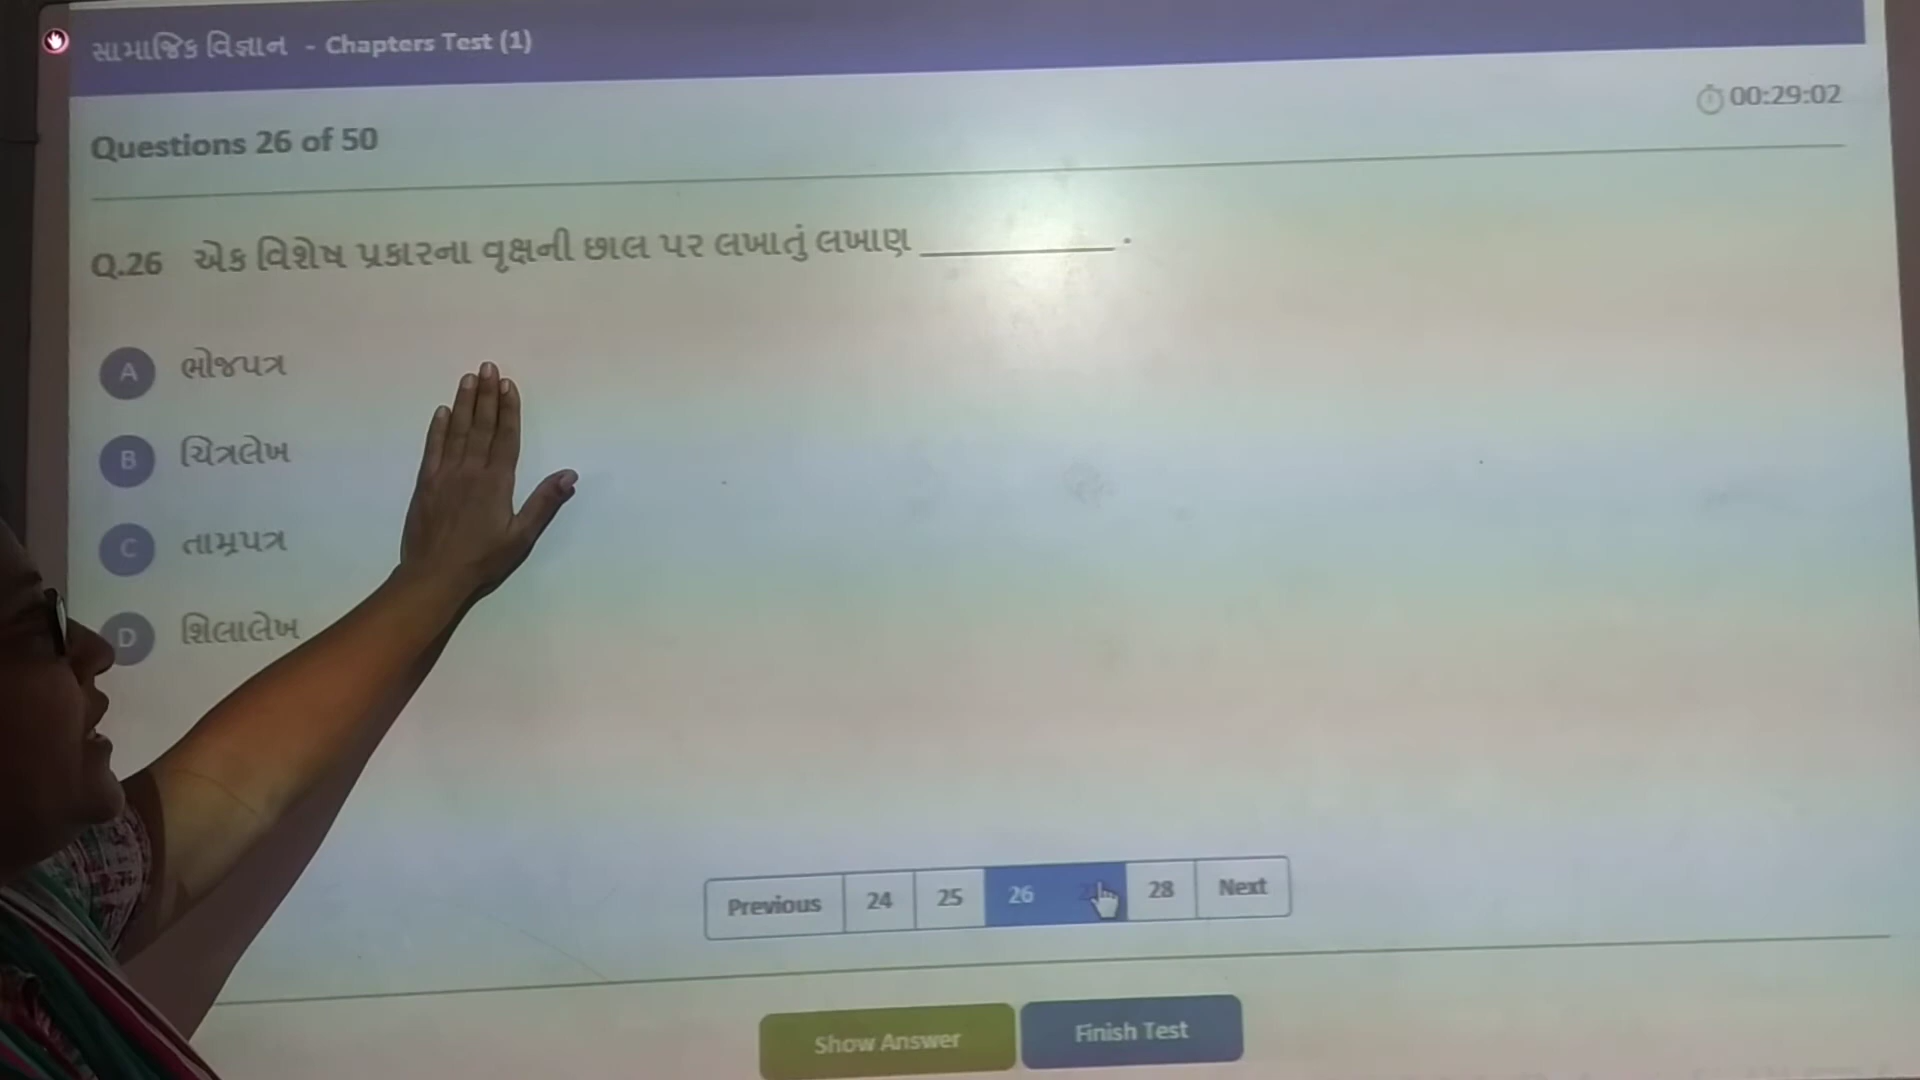 સામાજિક વિજ્ઞાન - Chapters Test (1)
00:29:02
Questions 26 of 50
Q.26 એક વિશેષ પ્રકારના વૃક્ષની છાલ પર લખાતું લખાણ __________ .
A ભોજપત્ર
B ચિત્રલેખ
C તામ્રપત્ર
D શિલાલેખ
Previous 24 25 26 28 Next
Show Answer Finish Test